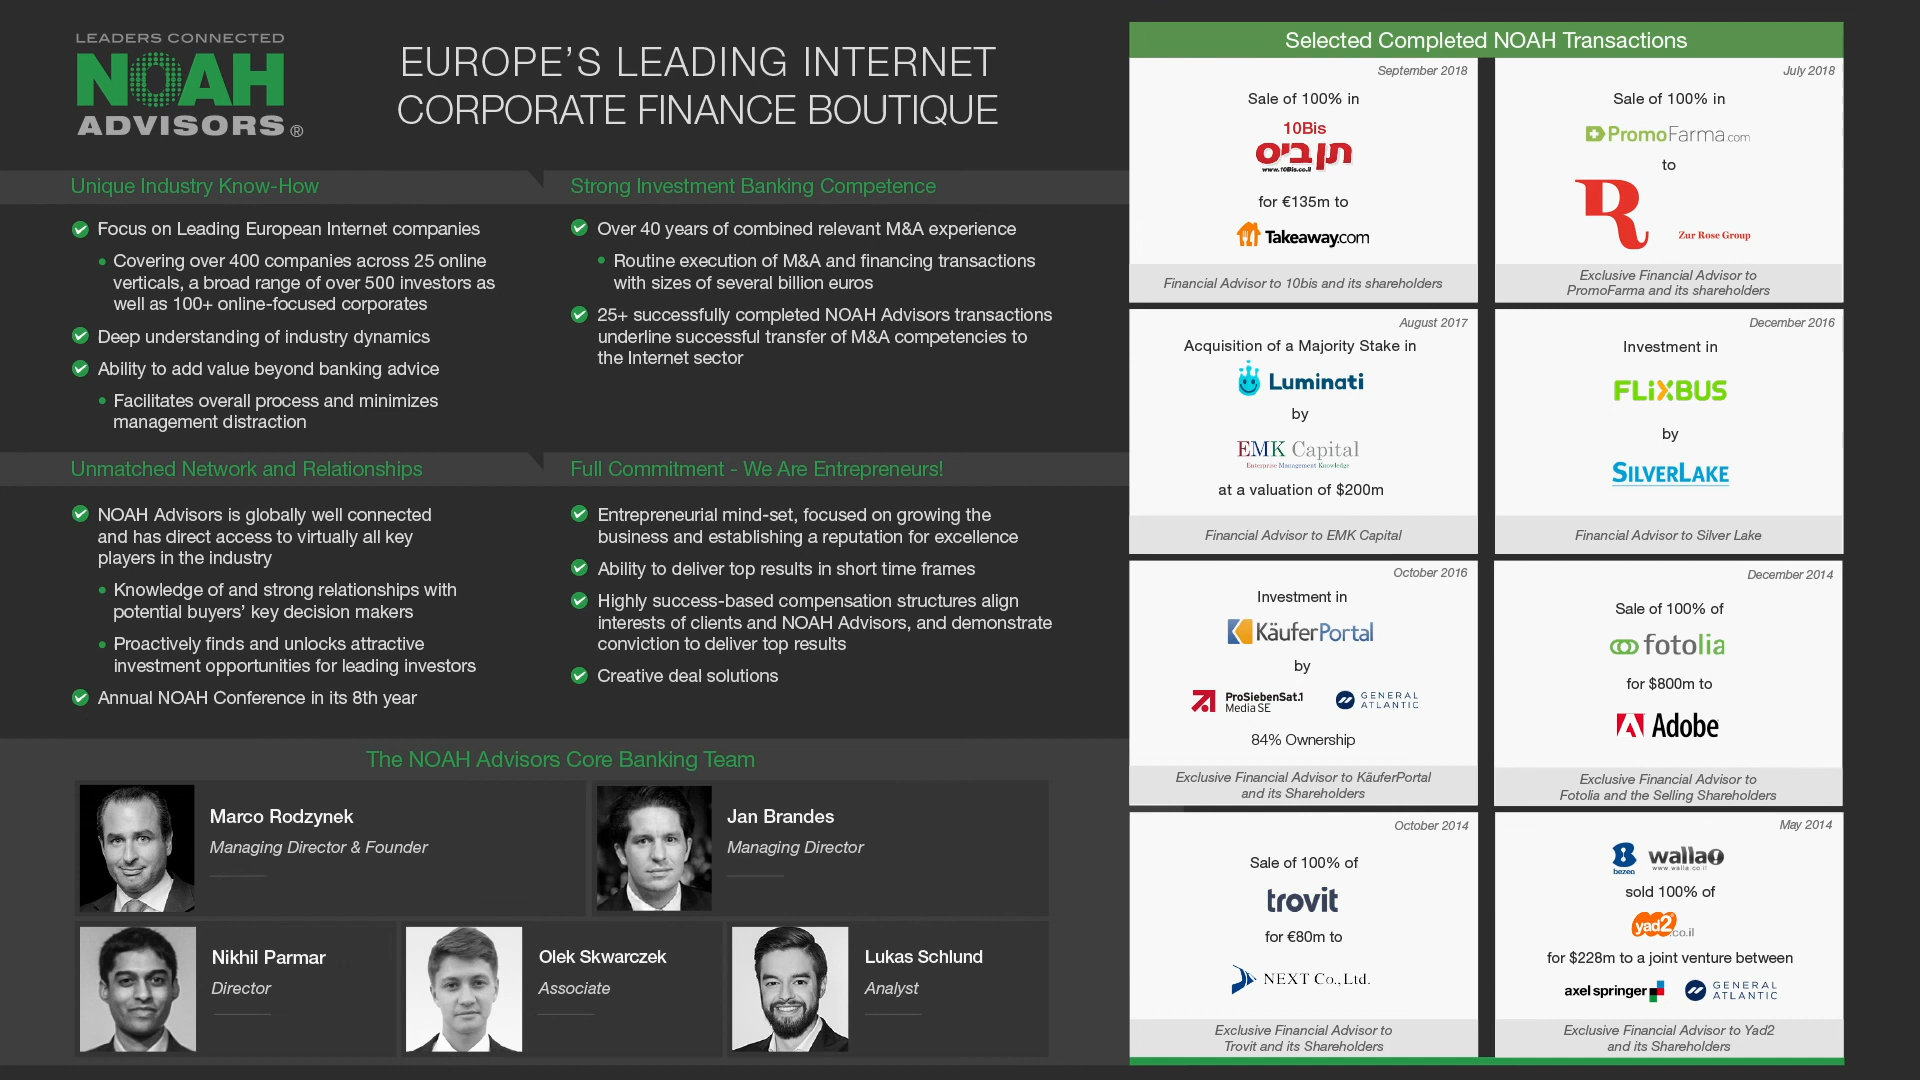 LEADERS CONNECTED
NOAH
ADVISORS ®
EUROPE'S LEADING INTERNET
CORPORATE FINANCE BOUTIQUE
Unique Industry Know-How
Focus on Leading European Internet companies
• Covering over 400 companies across 25 online
verticals, a broad range of over 500 investors as
well as 100+ online-focused corporates
Deep understanding of industry dynamics
Ability to add value beyond banking advice
• Facilitates overall process and minimizes
management distraction
Strong Investment Banking Competence
Over 40 years of combined relevant M&A experience
• Routine execution of M&A and financing transactions
with sizes of several billion euros
25+ successfully completed NOAH Advisors transactions
underline successful transfer of M&A competencies to
the Internet sector
Unmatched Network and Relationships
NOAH Advisors is globally well connected
and has direct access to virtually all key
players in the industry
• Knowledge of and strong relationships with
potential buyers' key decision makers
• Proactively finds and unlocks attractive
investment opportunities for leading investors
Annual NOAH Conference in its 8th year
Full Commitment - We Are Entrepreneurs!
Entrepreneurial mind-set, focused on growing the
business and establishing a reputation for excellence
Ability to deliver top results in short time frames
Highly success-based compensation structures align
interests of clients and NOAH Advisors, and demonstrate
conviction to deliver top results
Creative deal solutions
The NOAH Advisors Core Banking Team
Marco Rodzynek
Managing Director & Founder
Jan Brandes
Managing Director
Nikhil Parmar
Director
Olek Skwarczek
Associate
Lukas Schlund
Analyst
Selected Completed NOAH Transactions
September 2018
Sale of 100% in
10Bis
תן ביס
www.10Bis.co.il
for €135m to
Takeaway.com
Financial Advisor to 10bis and its shareholders
July 2018
Sale of 100% in
PromoFarma.com
to
R
Zur Rose Group
Exclusive Financial Advisor to
PromoFarma and its shareholders
August 2017
Acquisition of a Majority Stake in
Luminati
by
EMK Capital
Enterprise Management Knowledge
at a valuation of $200m
Financial Advisor to EMK Capital
December 2016
Investment in
FLiXBUS
by
SILVERLAKE
Financial Advisor to Silver Lake
October 2016
Investment in
KäuferPortal
by
ProSiebenSat.1
Media SE
GENERAL
ATLANTIC
84% Ownership
Exclusive Financial Advisor to KäuferPortal
and its Shareholders
December 2014
Sale of 100% of
fotolia
for $800m to
Adobe
Exclusive Financial Advisor to
Fotolia and the Selling Shareholders
October 2014
Sale of 100% of
trovit
for €80m to
NEXT Co., Ltd.
Exclusive Financial Advisor to
Trovit and its Shareholders
May 2014
bezeq
walla!
www.walla.co.il
sold 100% of
yad2.co.il
for $228m to a joint venture between
axel springer
GENERAL
ATLANTIC
Exclusive Financial Advisor to Yad2
and its Shareholders